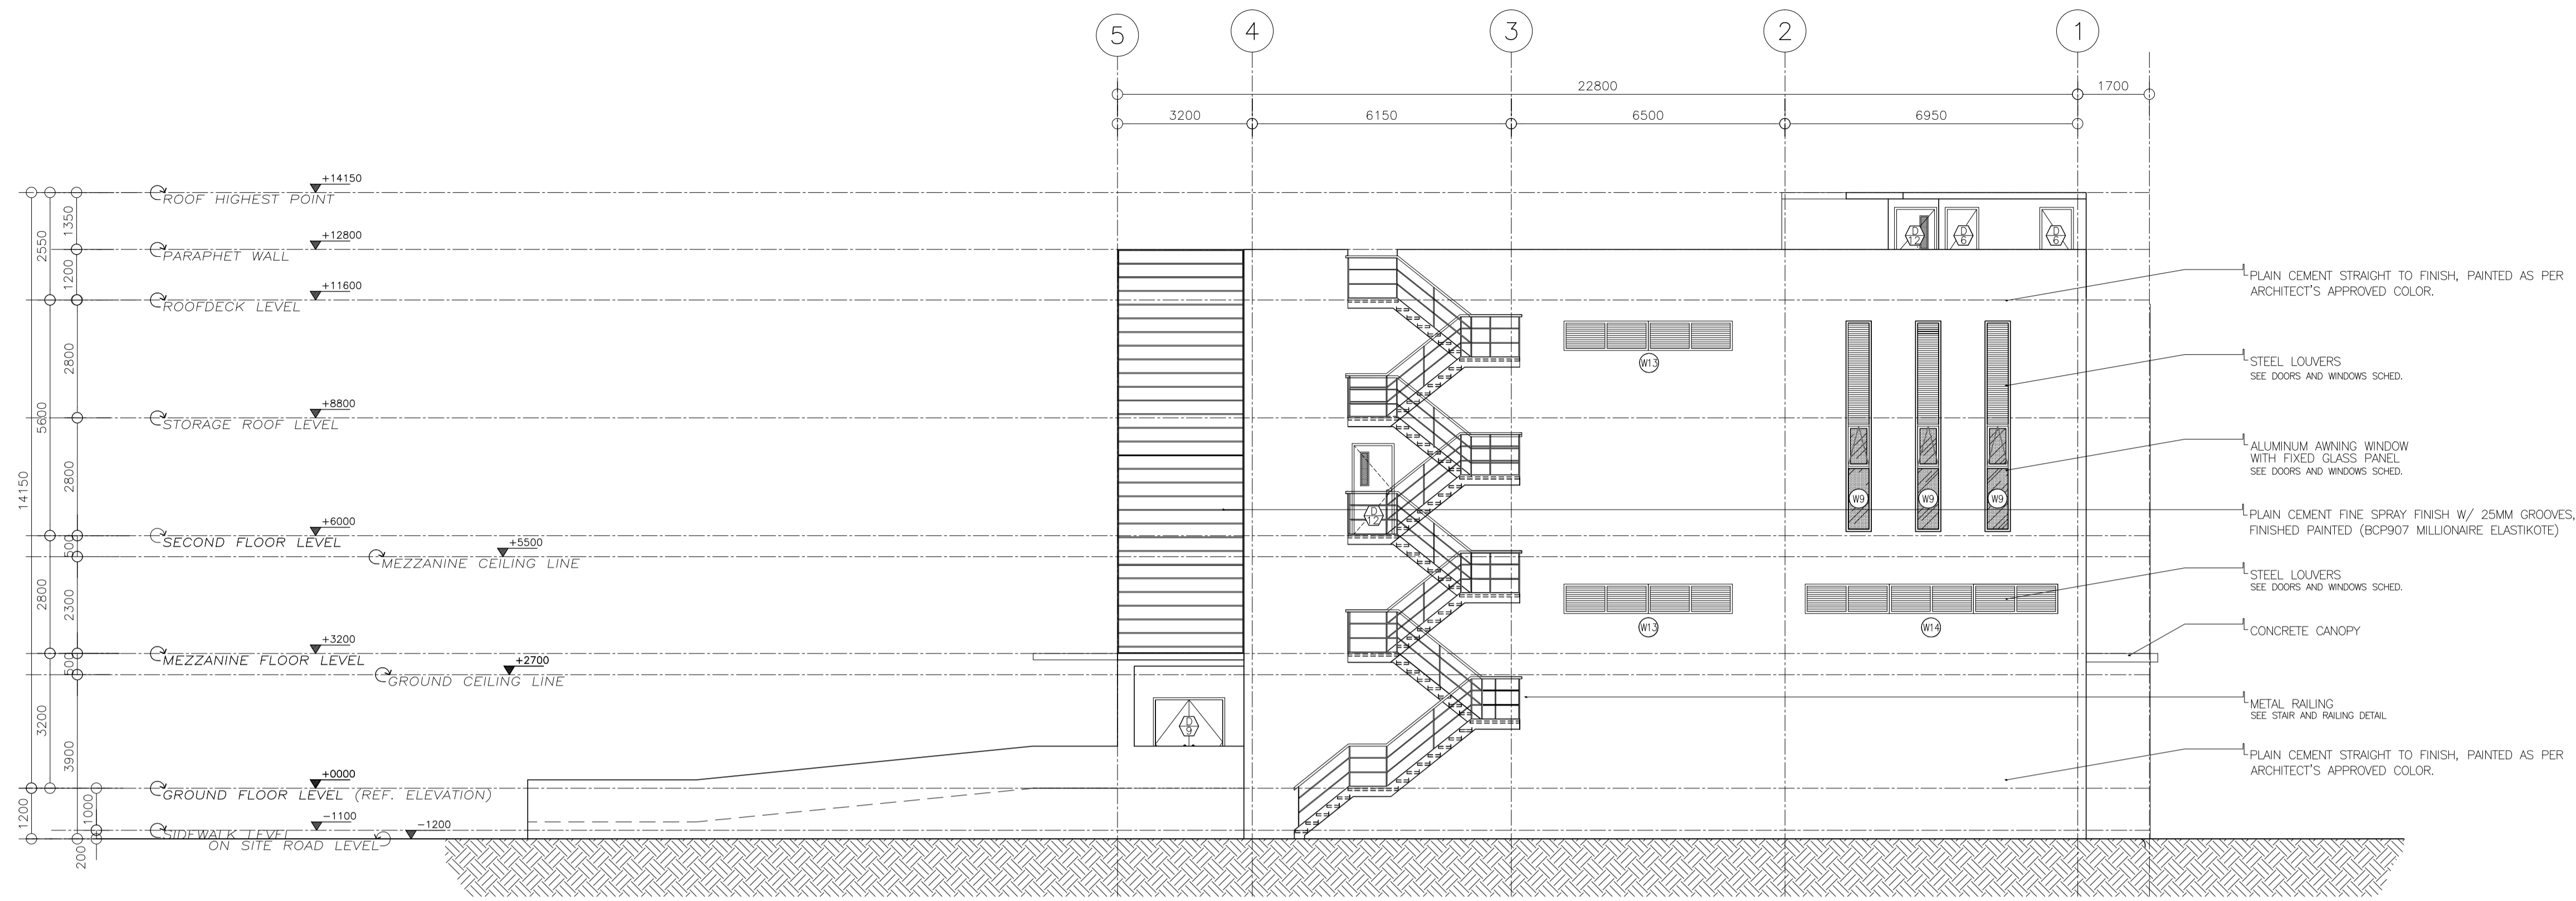 5
4
3
2
1
22800
1700
3200
6150
6500
6950
+14150
ROOF HIGHEST POINT
+12800
PARAPHET WALL
+11600
ROOFDECK LEVEL
+8800
STORAGE ROOF LEVEL
+6000
SECOND FLOOR LEVEL
+5500
MEZZANINE CEILING LINE
+3200
MEZZANINE FLOOR LEVEL
+2700
GROUND CEILING LINE
+0000
GROUND FLOOR LEVEL (REF. ELEVATION)
-1100
SIDEWALK LEVEL
-1200
ON SITE ROAD LEVEL
14150
1200
2550
5600
2800
3200
1350
1200
2800
2800
500
2300
500
3900
1000
200
D
12
D
6
D
6
W13
W9
W9
W9
D
12
W13
W14
D
9
PLAIN CEMENT STRAIGHT TO FINISH, PAINTED AS PER
ARCHITECT'S APPROVED COLOR.
STEEL LOUVERS
SEE DOORS AND WINDOWS SCHED.
ALUMINUM AWNING WINDOW
WITH FIXED GLASS PANEL
SEE DOORS AND WINDOWS SCHED.
PLAIN CEMENT FINE SPRAY FINISH W/ 25MM GROOVES,
FINISHED PAINTED (BCP907 MILLIONAIRE ELASTIKOTE)
STEEL LOUVERS
SEE DOORS AND WINDOWS SCHED.
CONCRETE CANOPY
METAL RAILING
SEE STAIR AND RAILING DETAIL
PLAIN CEMENT STRAIGHT TO FINISH, PAINTED AS PER
ARCHITECT'S APPROVED COLOR.